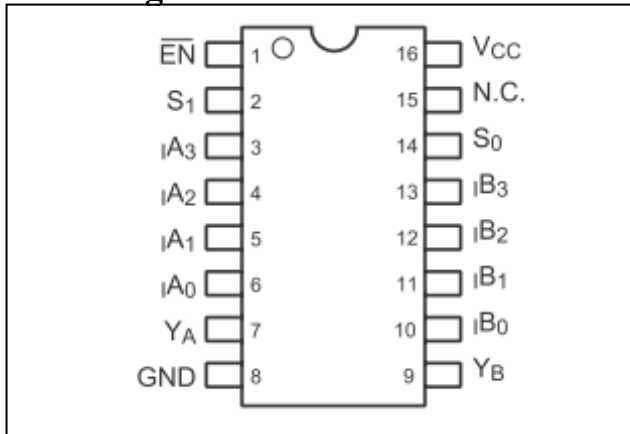 EN 1 16 VCC
S1 2 15 N.C.
IA3 3 14 S0
IA2 4 13 IB3
IA1 5 12 IB2
IA0 6 11 IB1
YA 7 10 IB0
GND 8 9 YB